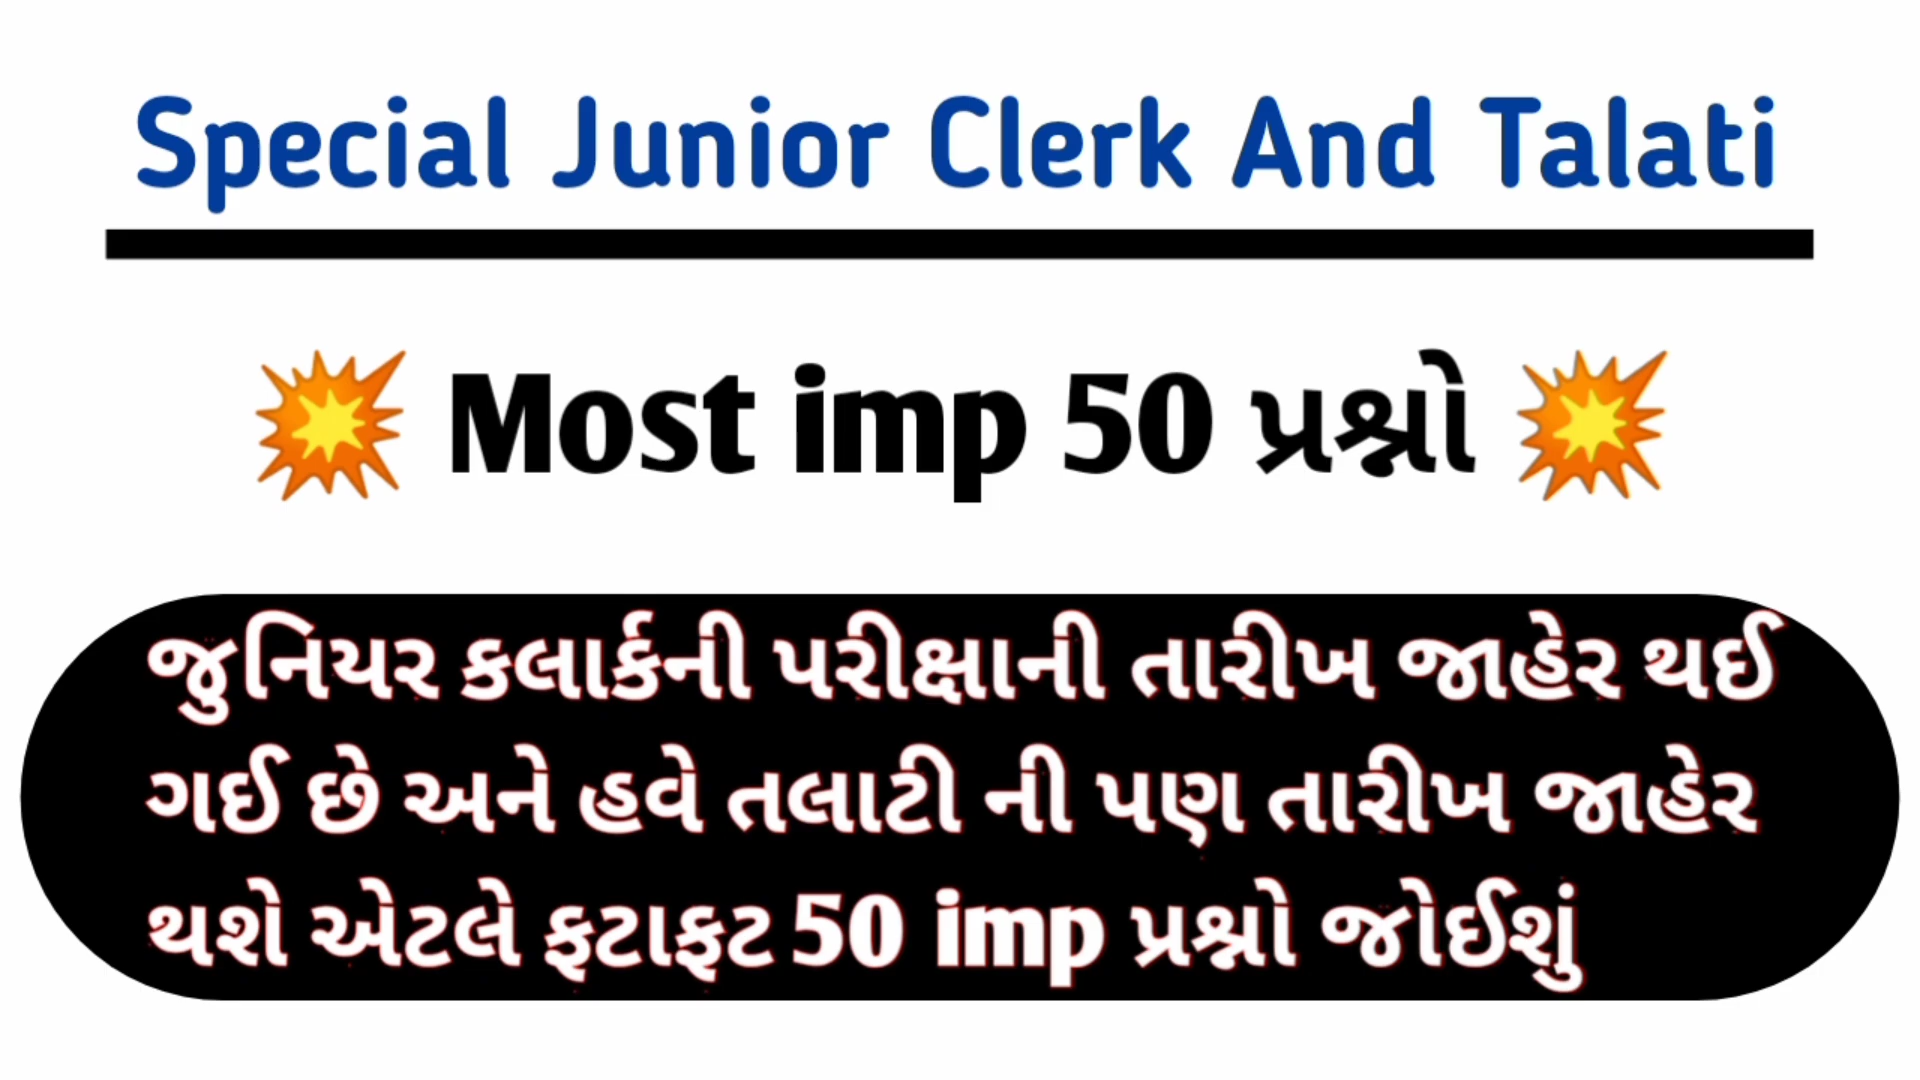 Special Junior Clerk And Talati
💥 Most imp 50 પ્રશ્નો 💥
જુનિયર કલાર્કની પરીક્ષાની તારીખ જાહેર થઈ
ગઈ છે અને હવે તલાટી ની પણ તારીખ જાહેર
થશે એટલે ફટાફટ 50 imp પ્રશ્નો જોઈશું